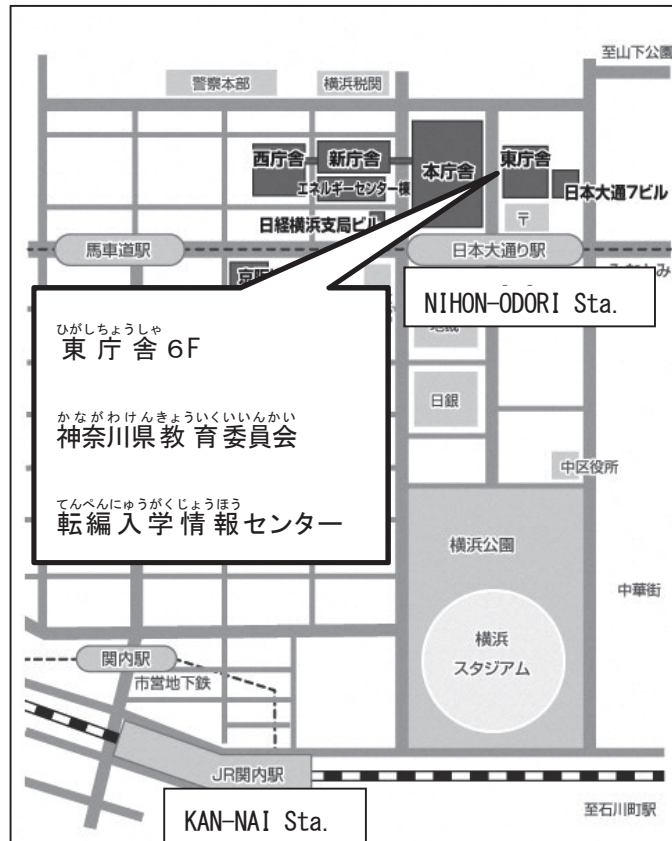 至山下公園
警察本部
横浜税関
西庁舎
新庁舎
本庁舎
東庁舎
エネルギーセンター棟
日本大通7ビル
〒
日経横浜支局ビル
馬車道駅
日本大通り駅
NIHON-ODORI Sta.
ひがしちょうしゃ
東庁舎6F
かながわけんきょういくいいんかい
神奈川県教育委員会
てんぺんにゅうがくじょうほう
転編入学情報センター
日銀
中区役所
横浜公園
中華街
横浜
スタジアム
関内駅
市営地下鉄
JR関内駅
KAN-NAI Sta.
至石川町駅